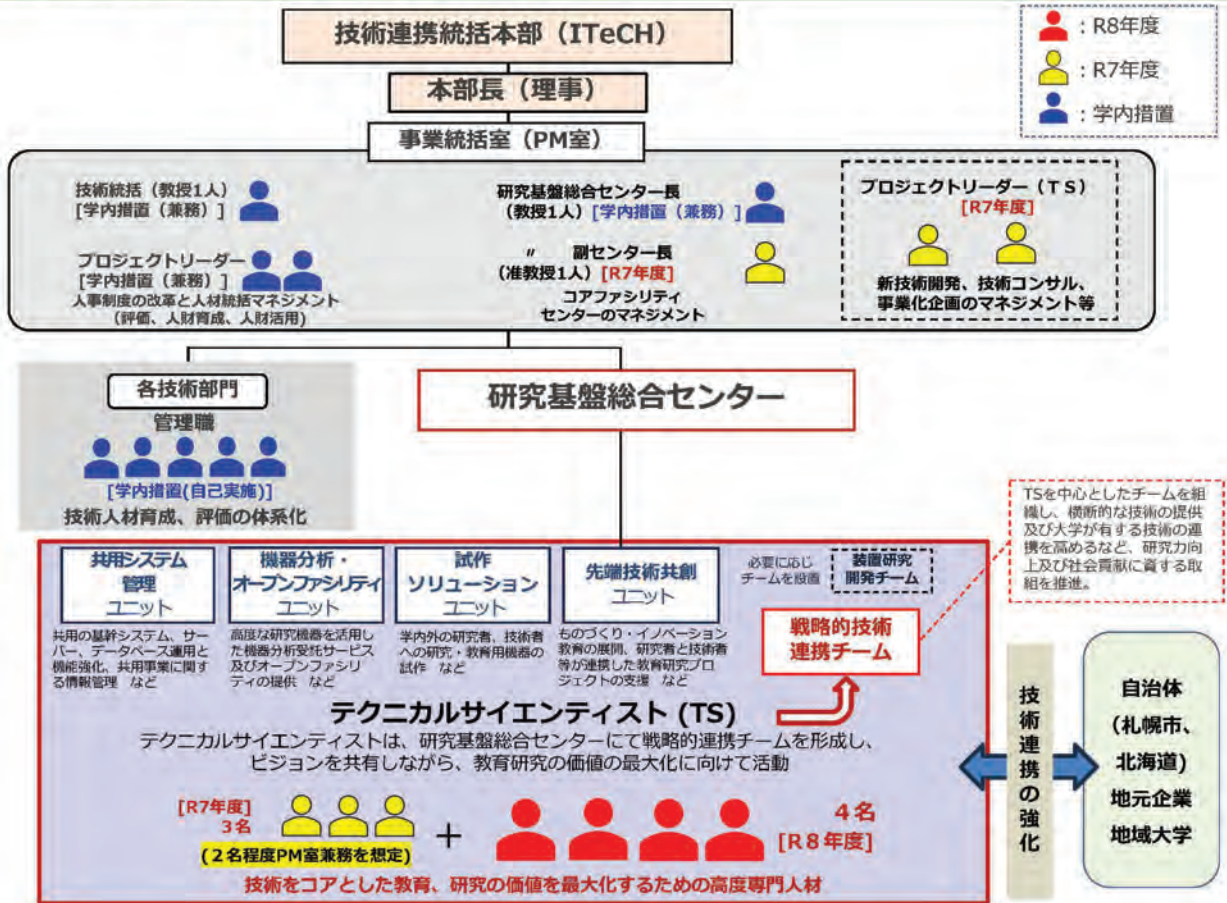 技術連携統括本部（ITeCH）
本部長（理事）
事業統括室（PM室）
：R8年度
：R7年度
：学内措置
技術統括（教授1人）
[学内措置（兼務）]
プロジェクトリーダー
[学内措置（兼務）]
人事制度の改革と人材統括マネジメント
（評価、人財育成、人財活用）
研究基盤総合センター長
（教授1人）[学内措置（兼務）]
〃　副センター長
（准教授1人）[R7年度]
コアファシリティ
センターのマネジメント
プロジェクトリーダー（TS）
[R7年度]
新技術開発、技術コンサル、
事業化企画のマネジメント等
各技術部門
管理職
[学内措置(自己実施)]
技術人材育成、評価の体系化
研究基盤総合センター
TSを中心としたチームを組
織し、横断的な技術の提供
及び大学が有する技術の連
携を高めるなど、研究力向
上及び社会貢献に資する取
組を推進。
共用システム
管理
ユニット
共用の基幹システム、サー
バー、データベース運用と
機能強化、共用事業に関す
る情報管理　など
機器分析・
オープンファシリティ
ユニット
高度な研究機器を活用し
た機器分析受託サービス
及びオープンファシリ
ティの提供　など
試作
ソリューション
ユニット
学内外の研究者、技術者
への研究・教育用機器の
試作　など
先端技術共創
ユニット
ものづくり・イノベーション
教育の展開、研究者と技術者
等が連携した教育研究プロ
ジェクトの支援　など
必要に応じ
チームを設置
装置研究
開発チーム
戦略的技術
連携チーム
テクニカルサイエンティスト (TS)
テクニカルサイエンティストは、研究基盤総合センターにて戦略的連携チームを形成し、
ビジョンを共有しながら、教育研究の価値の最大化に向けて活動
[R7年度]
3名
(２名程度PM室兼務を想定)
+
4名
[R８年度]
技術をコアとした教育、研究の価値を最大化するための高度専門人材
技術連携の強化
自治体
（札幌市、
北海道)
地元企業
地域大学